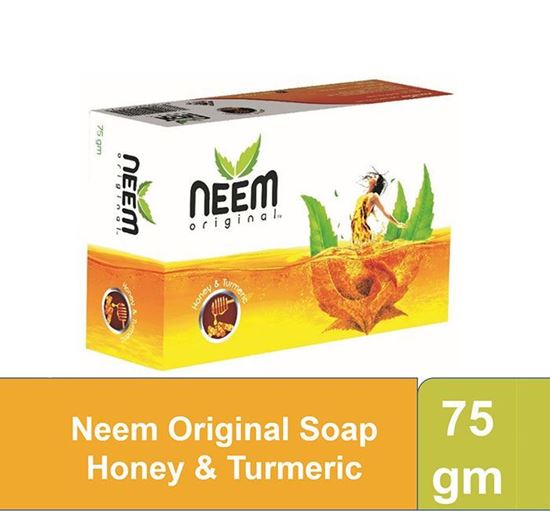 75 gm
NEEM
original
Honey & Turmeric
NEEM
original
Honey & Turmeric
Neem Original Soap
Honey & Turmeric
75
gm